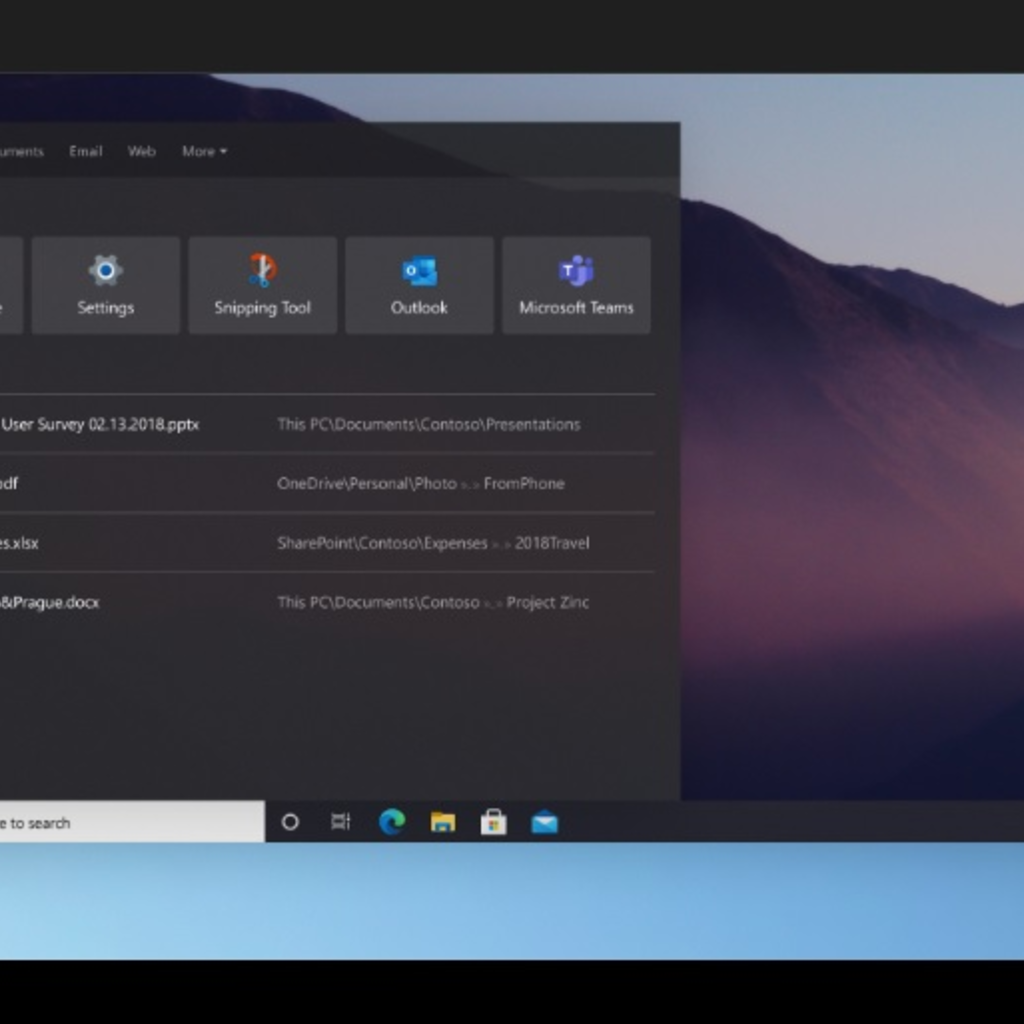 uments Email Web More
e Settings Snipping Tool Outlook Microsoft Teams
User Survey 02.13.2018.pptx This PC\Documents\Contoso\Presentations
odf OneDrive\Personal\Photo »..» FromPhone
es.xlsx SharePoint\Contoso\Expenses »..» 2018Travel
&Prague.docx This PC\Documents\Contoso »..» Project Zinc
e to search